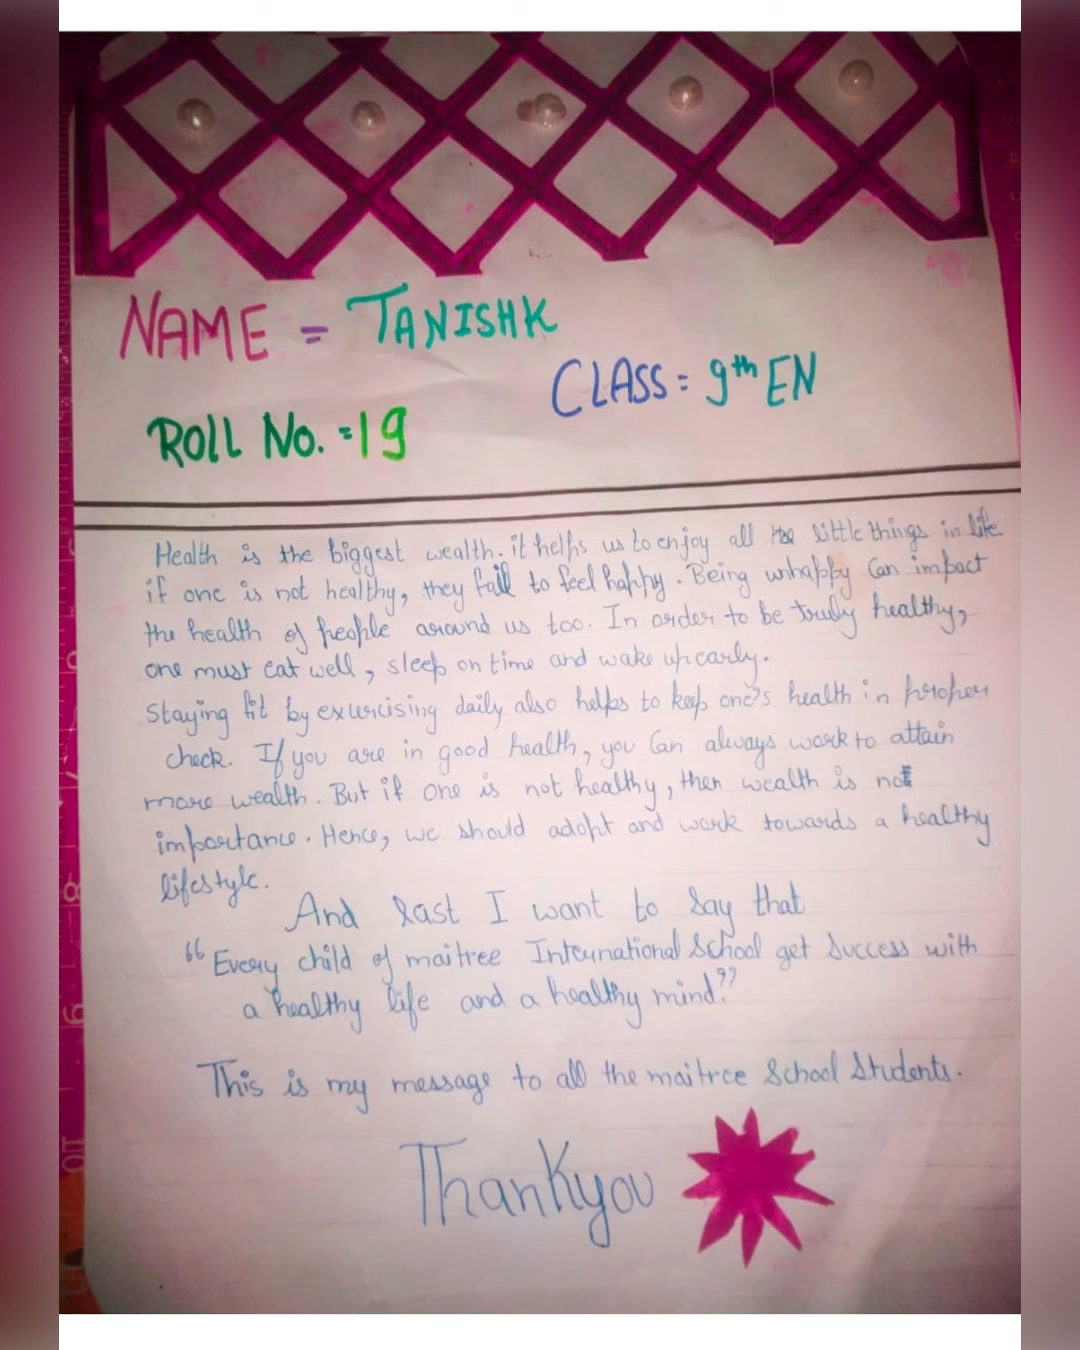 NAME = TANISHK
CLASS = 9th EN
ROLL No. = 19
Health is the biggest wealth. it helps us to enjoy all the little things in life
if one is not healthy, they fail to feel happy. Being unhappy can impact
the health of people around us too. In order to be truly healthy,
one must eat well, sleep on time and wake up early.
Staying fit by exercising daily also helps to keep one's health in proper
check. If you are in good health, you can always work to attain
more wealth. But if one is not healthy, then wealth is not
importance. Hence, we should adopt and work towards a healthy
lifestyle.
And last I want to say that
"Every child of maitree International School get success with
a healthy life and a healthy mind."
This is my message to all the maitree School Students.
Thankyou